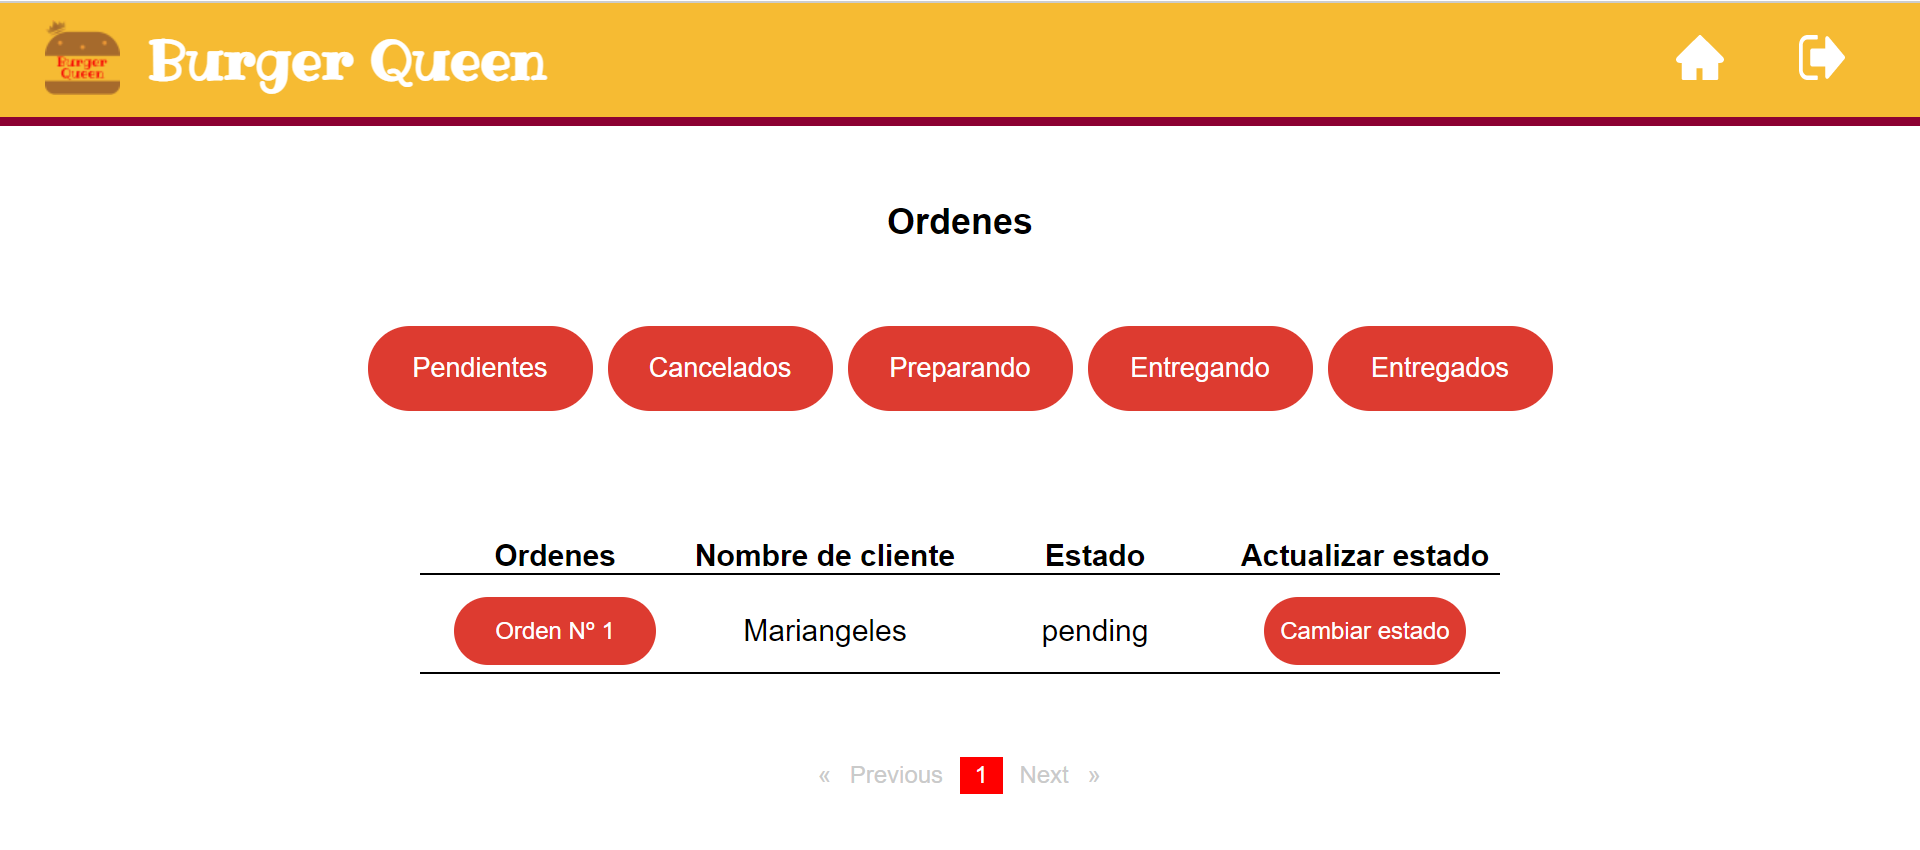 Burger
Queen
Burger Queen
Ordenes
Pendientes Cancelados Preparando Entregando Entregados
Ordenes Nombre de cliente Estado Actualizar estado
Orden Nº 1 Mariangeles pending Cambiar estado
« Previous 1 Next »